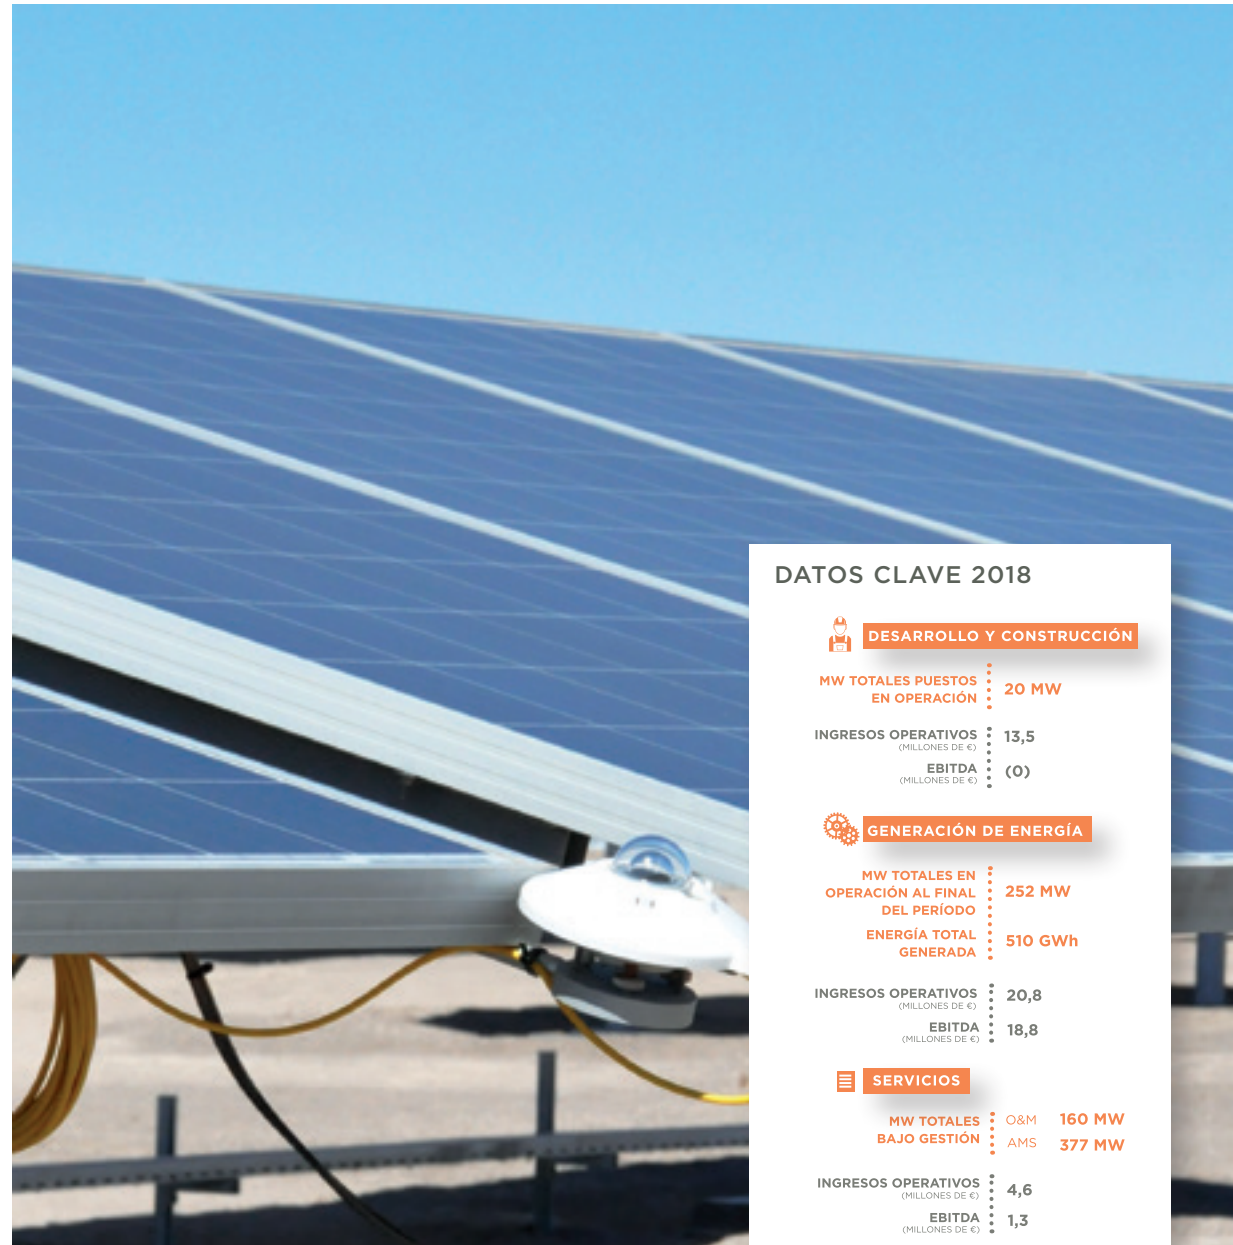 DATOS CLAVE 2018
DESARROLLO Y CONSTRUCCIÓN
MW TOTALES PUESTOS
EN OPERACIÓN
20 MW
INGRESOS OPERATIVOS
(MILLONES DE €)
13,5
EBITDA
(MILLONES DE €)
(0)
GENERACIÓN DE ENERGÍA
MW TOTALES EN
OPERACIÓN AL FINAL
DEL PERÍODO
252 MW
ENERGÍA TOTAL
GENERADA
510 GWh
INGRESOS OPERATIVOS
(MILLONES DE €)
20,8
EBITDA
(MILLONES DE €)
18,8
SERVICIOS
MW TOTALES
BAJO GESTIÓN
O&M 160 MW
AMS 377 MW
INGRESOS OPERATIVOS
(MILLONES DE €)
4,6
EBITDA
(MILLONES DE €)
1,3